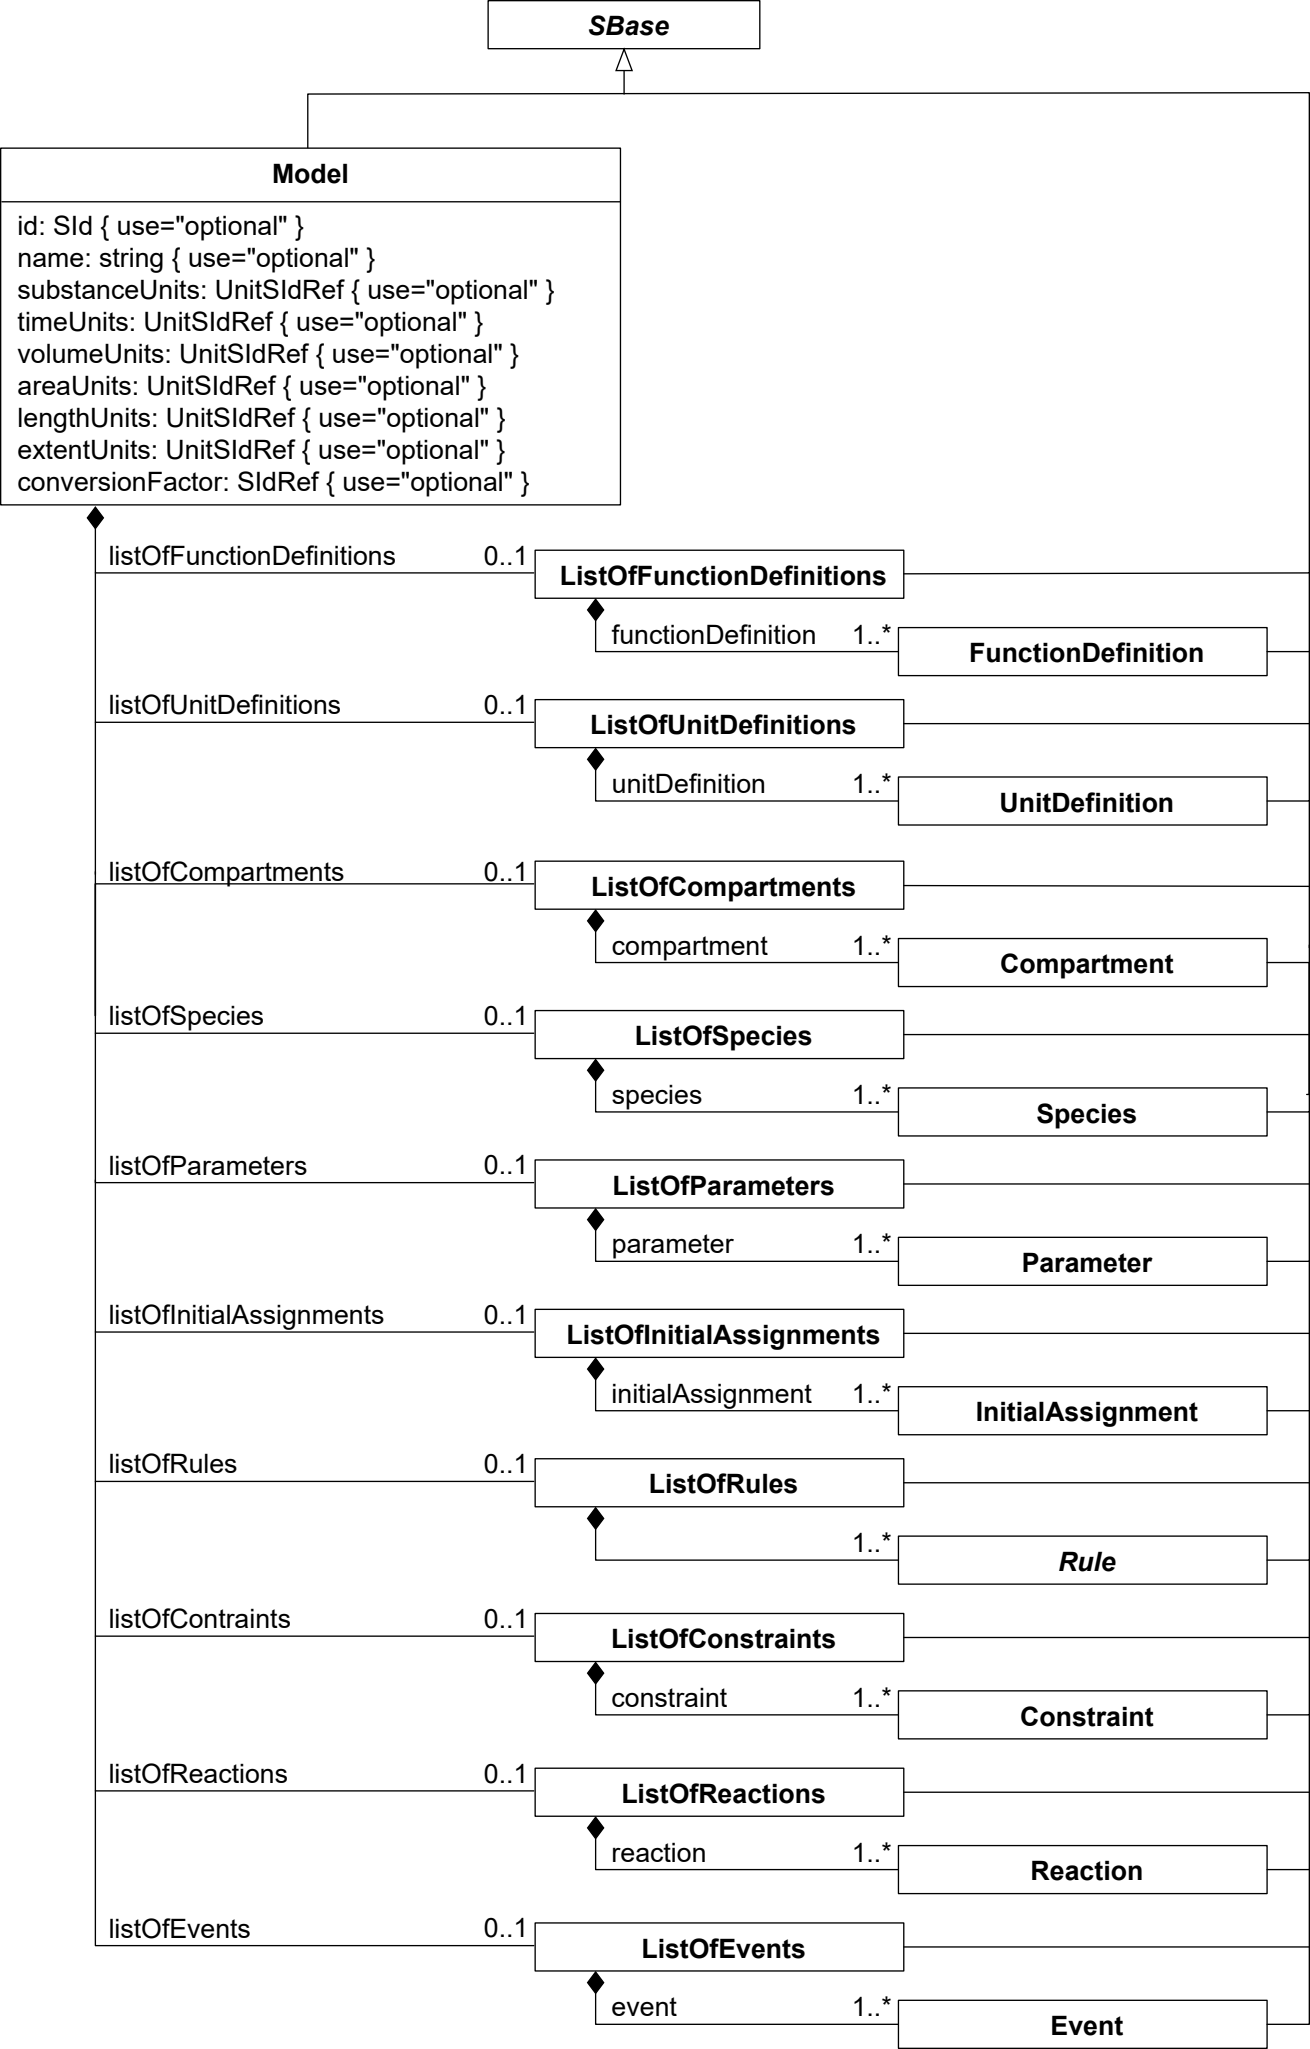 SBase
Model
id: SId { use="optional" }
name: string { use="optional" }
substanceUnits: UnitSIdRef { use="optional" }
timeUnits: UnitSIdRef { use="optional" }
volumeUnits: UnitSIdRef { use="optional" }
areaUnits: UnitSIdRef { use="optional" }
lengthUnits: UnitSIdRef { use="optional" }
extentUnits: UnitSIdRef { use="optional" }
conversionFactor: SIdRef { use="optional" }
listOfFunctionDefinitions 0..1 ListOfFunctionDefinitions
functionDefinition 1..* FunctionDefinition
listOfUnitDefinitions 0..1 ListOfUnitDefinitions
unitDefinition 1..* UnitDefinition
listOfCompartments 0..1 ListOfCompartments
compartment 1..* Compartment
listOfSpecies 0..1 ListOfSpecies
species 1..* Species
listOfParameters 0..1 ListOfParameters
parameter 1..* Parameter
listOfInitialAssignments 0..1 ListOfInitialAssignments
initialAssignment 1..* InitialAssignment
listOfRules 0..1 ListOfRules
1..* Rule
listOfContraints 0..1 ListOfConstraints
constraint 1..* Constraint
listOfReactions 0..1 ListOfReactions
reaction 1..* Reaction
listOfEvents 0..1 ListOfEvents
event 1..* Event